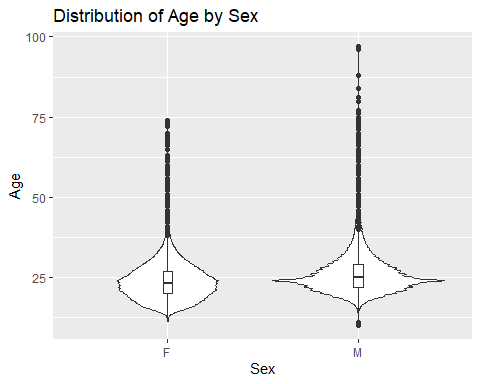 Distribution of Age by Sex
100
75
50
25
Age
F M
Sex